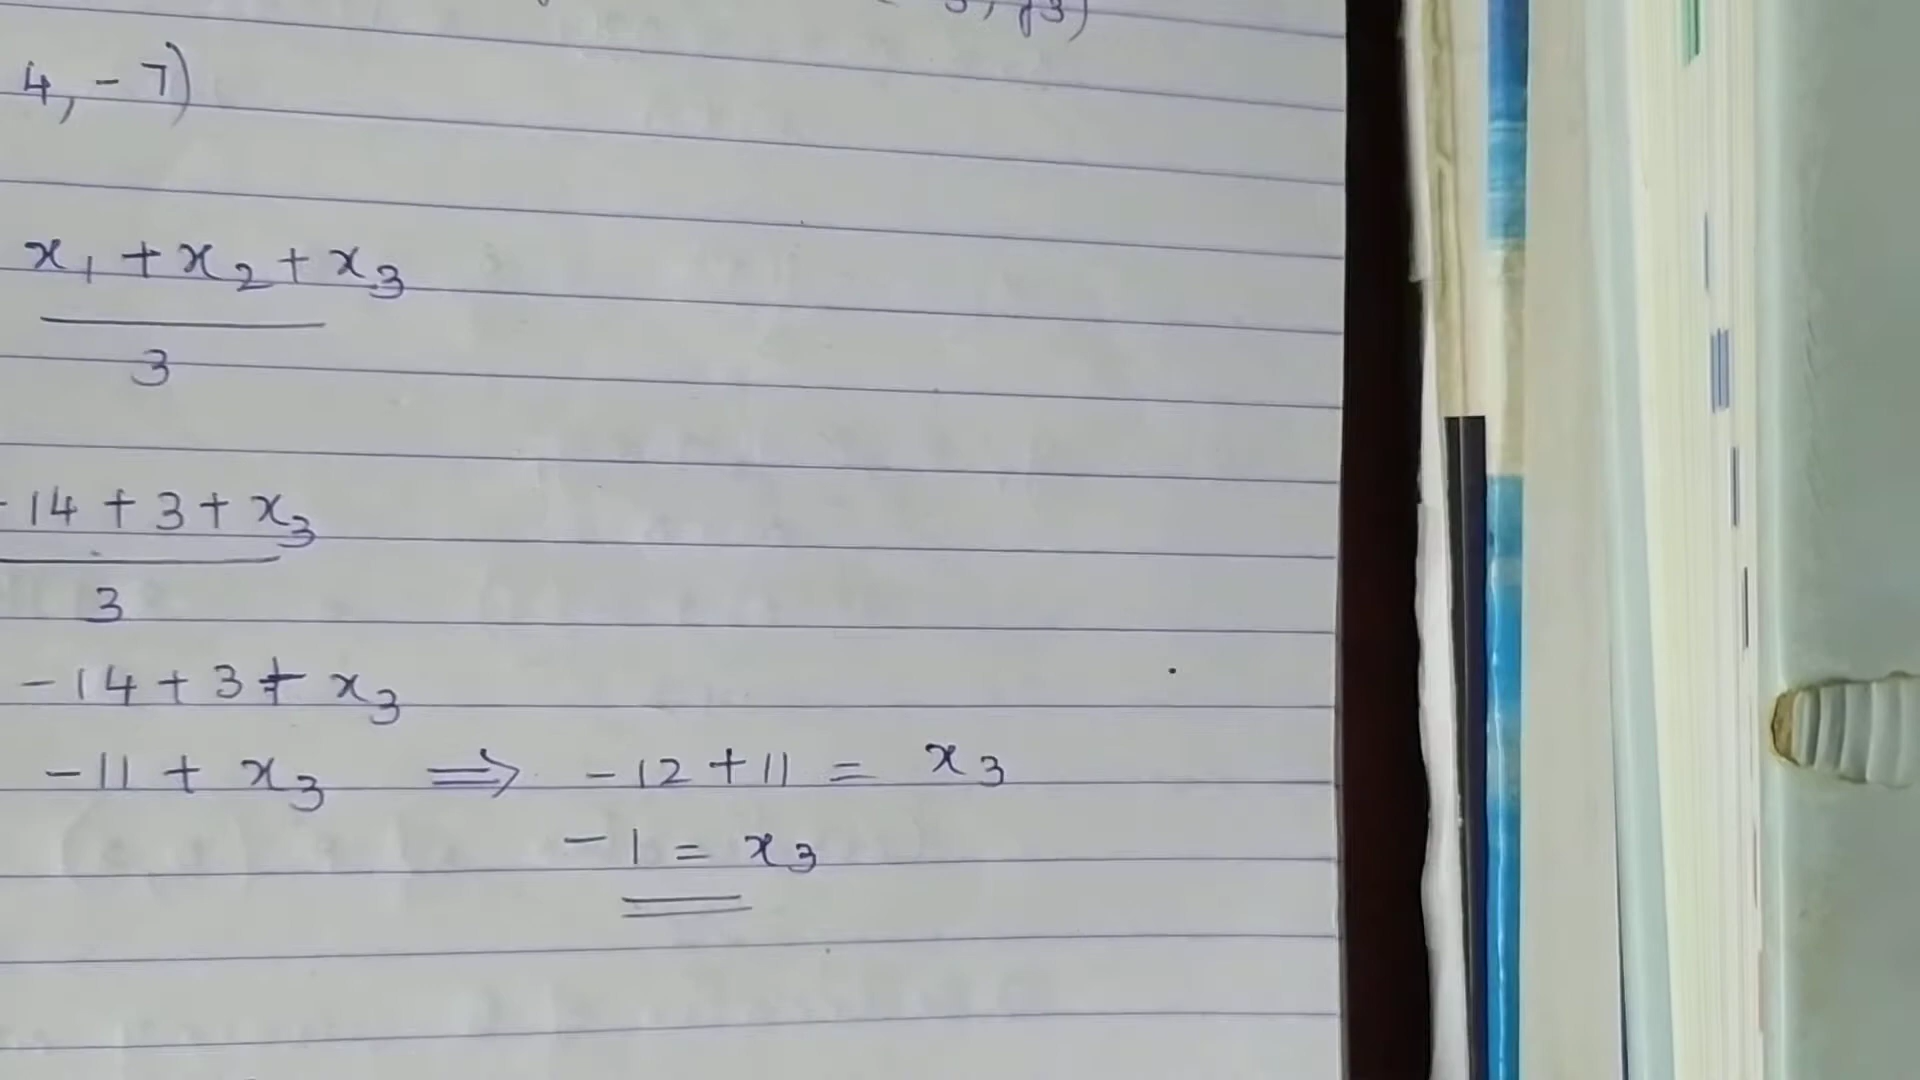 4, - 7)
x₁ + x₂ + x₃
3
-14 + 3 + x₃
3
-14 + 3 + x₃
-11 + x₃ ⟹ -12 + 11 = x₃
-1 = x₃